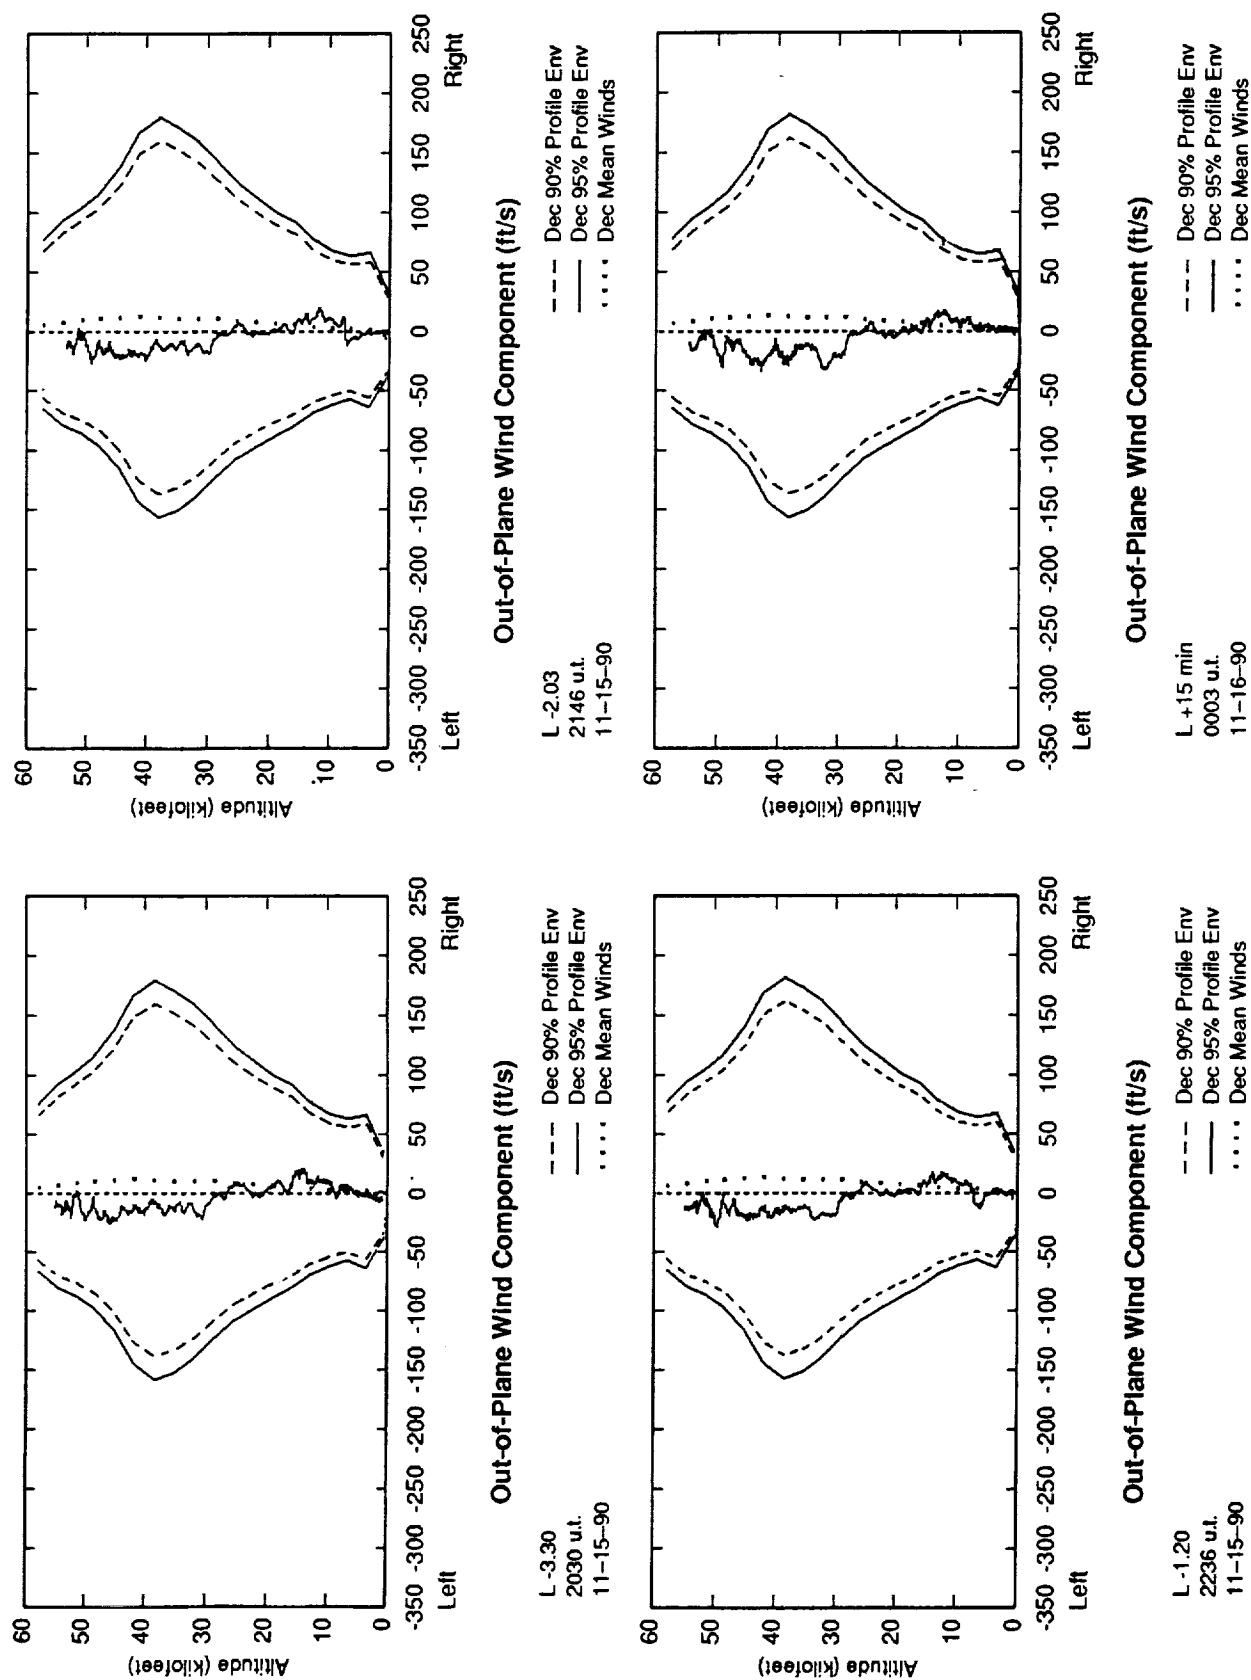 60
50
40
30
20
10
0
Altitude (kilofeet)
-350 -300 -250 -200 -150 -100 -50 0 50 100 150 200 250
Left Right
Out-of-Plane Wind Component (ft/s)
L -3.30
2030 u.t.
11-15-90
Dec 90% Profile Env
Dec 95% Profile Env
Dec Mean Winds
60
50
40
30
20
10
0
Altitude (kilofeet)
-350 -300 -250 -200 -150 -100 -50 0 50 100 150 200 250
Left Right
Out-of-Plane Wind Component (ft/s)
L -2.03
2146 u.t.
11-15-90
Dec 90% Profile Env
Dec 95% Profile Env
Dec Mean Winds
60
50
40
30
20
10
0
Altitude (kilofeet)
-350 -300 -250 -200 -150 -100 -50 0 50 100 150 200 250
Left Right
Out-of-Plane Wind Component (ft/s)
L -1.20
2236 u.t.
11-15-90
Dec 90% Profile Env
Dec 95% Profile Env
Dec Mean Winds
60
50
40
30
20
10
0
Altitude (kilofeet)
-350 -300 -250 -200 -150 -100 -50 0 50 100 150 200 250
Left Right
Out-of-Plane Wind Component (ft/s)
L +15 min
0003 u.t.
11-16-90
Dec 90% Profile Env
Dec 95% Profile Env
Dec Mean Winds